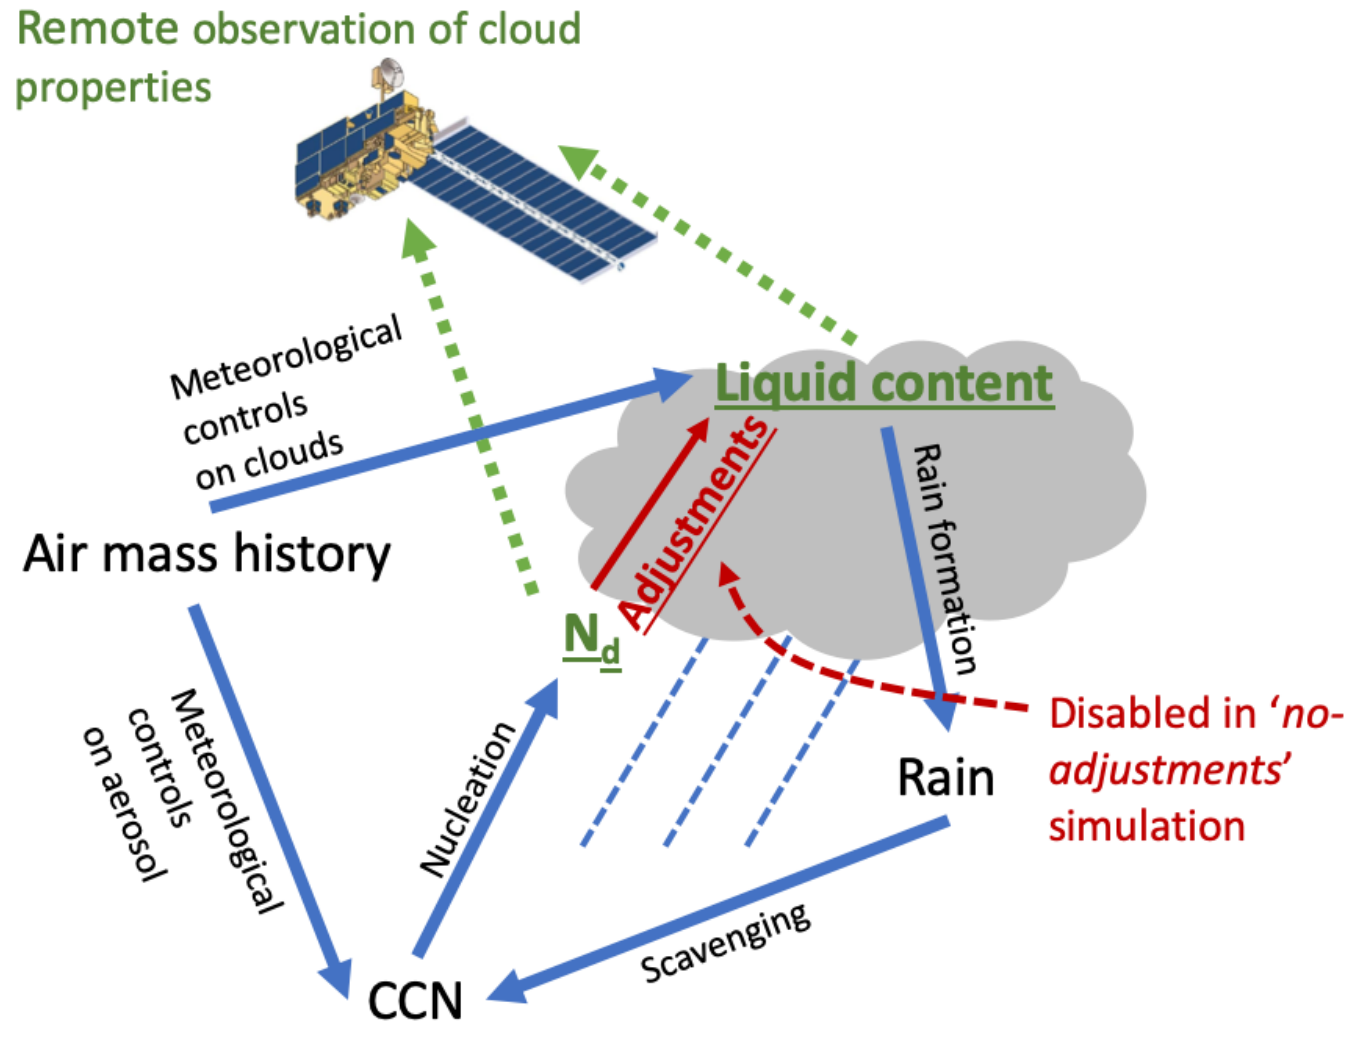 Remote observation of cloud
properties
Meteorological
controls
on clouds
Liquid content
Adjustments
Rain formation
Air mass history
Nd
Meteorological
controls
on aerosol
Nucleation
Disabled in ‘no-
adjustments’
simulation
Rain
Scavenging
CCN